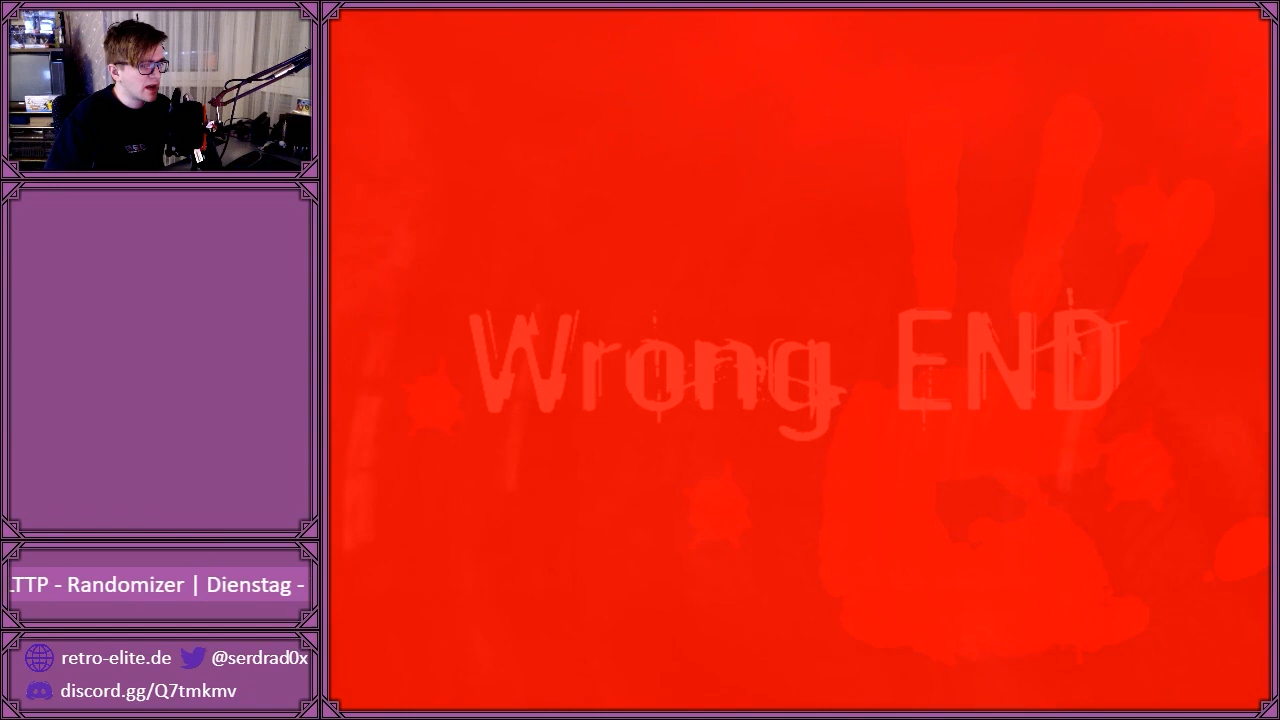 Wrong END
.TTP - Randomizer | Dienstag -
retro-elite.de @serdrad0x
discord.gg/Q7tmkmv